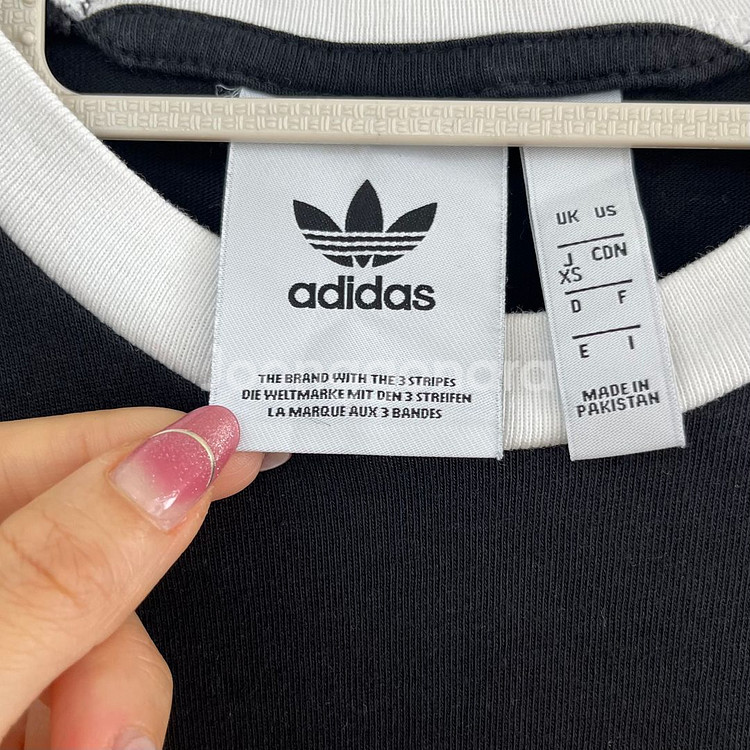 adidas
THE BRAND WITH THE 3 STRIPES
DIE WELTMARKE MIT DEN 3 STREIFEN
LA MARQUE AUX 3 BANDES
UK US
J CDN
XS
D F
E I
MADE IN
PAKISTAN